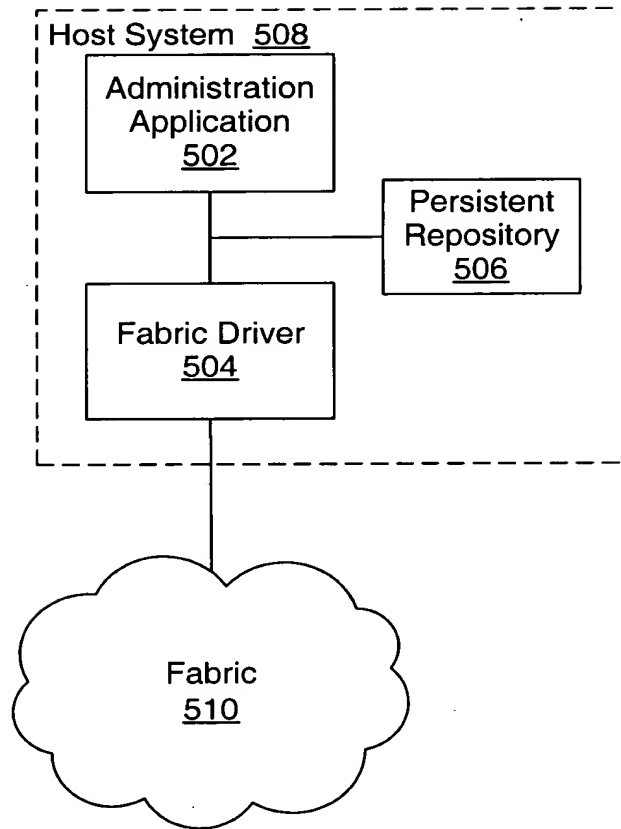 Host System 508
Administration
Application
502
Persistent
Repository
506
Fabric Driver
504
Fabric
510